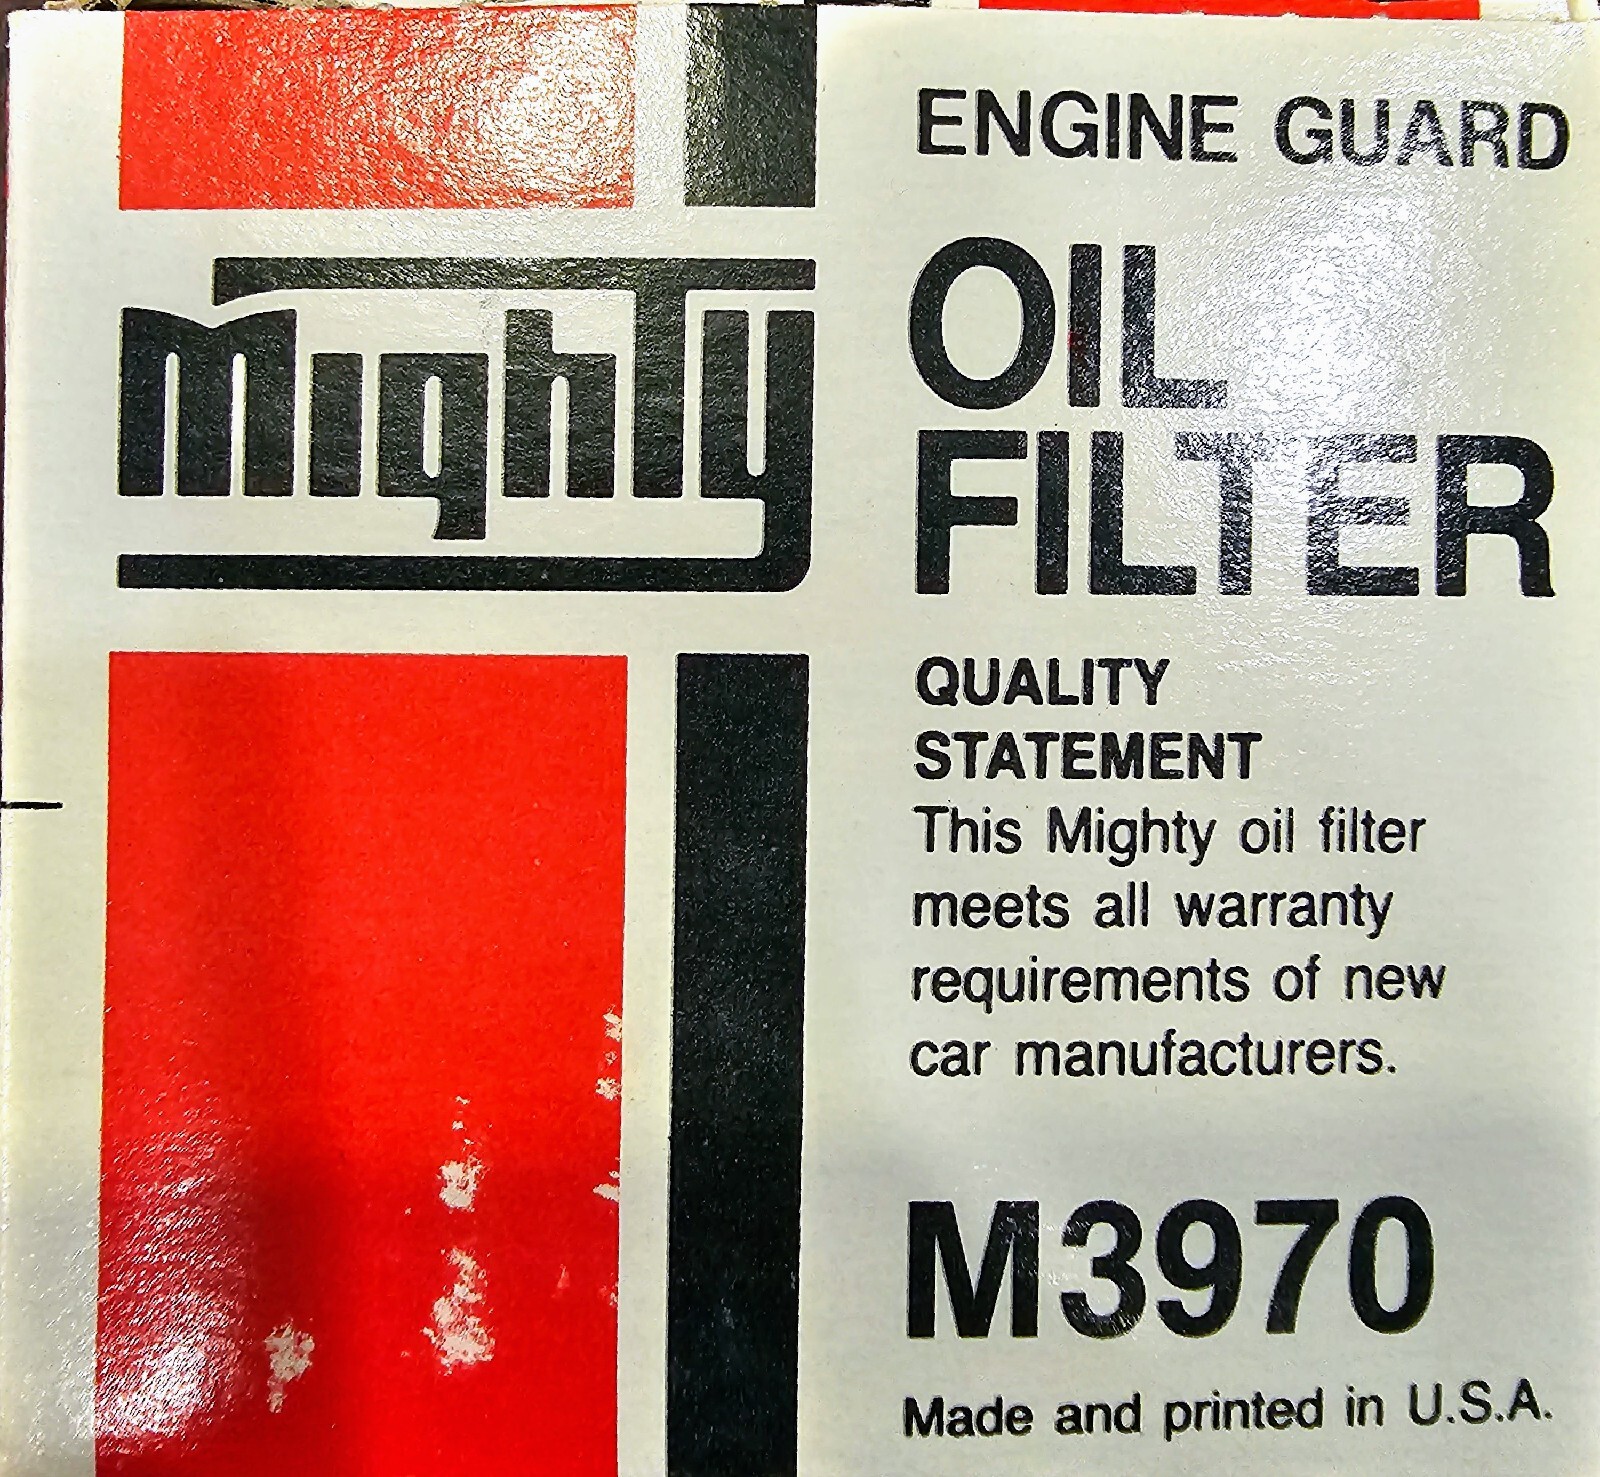 Mighty
ENGINE GUARD
OIL
FILTER
QUALITY
STATEMENT
This Mighty oil filter
meets all warranty
requirements of new
car manufacturers.
M3970
Made and printed in U.S.A.